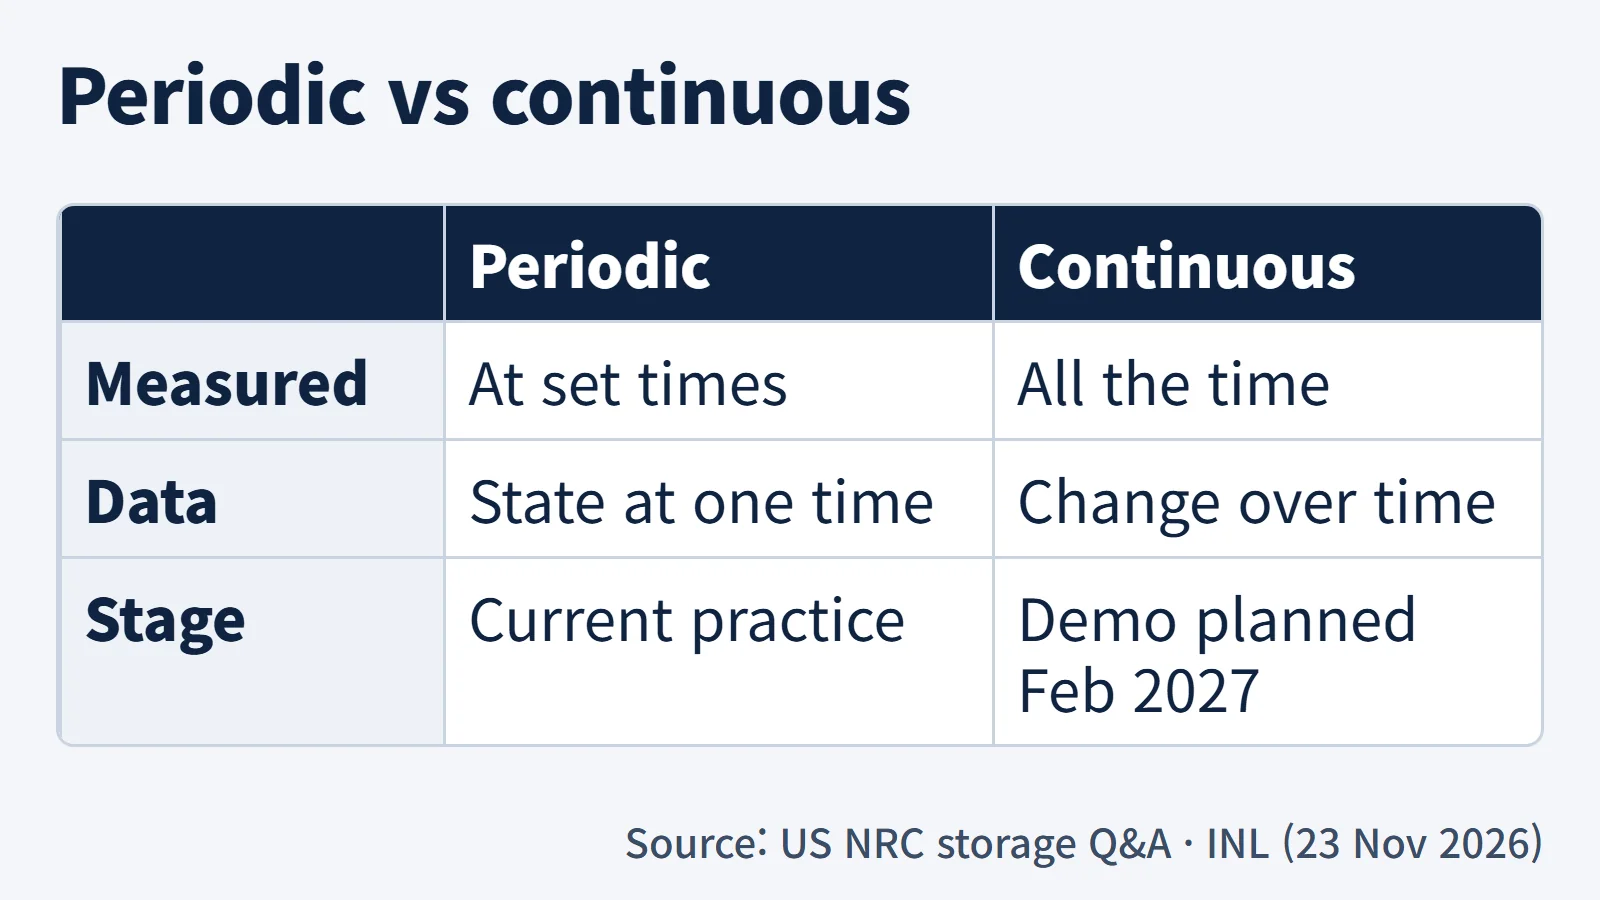 Periodic vs continuous
Periodic
Continuous
Measured
At set times
All the time
Data
State at one time
Change over time
Stage
Current practice
Demo planned
Feb 2027
Source: US NRC storage Q&A · INL (23 Nov 2026)